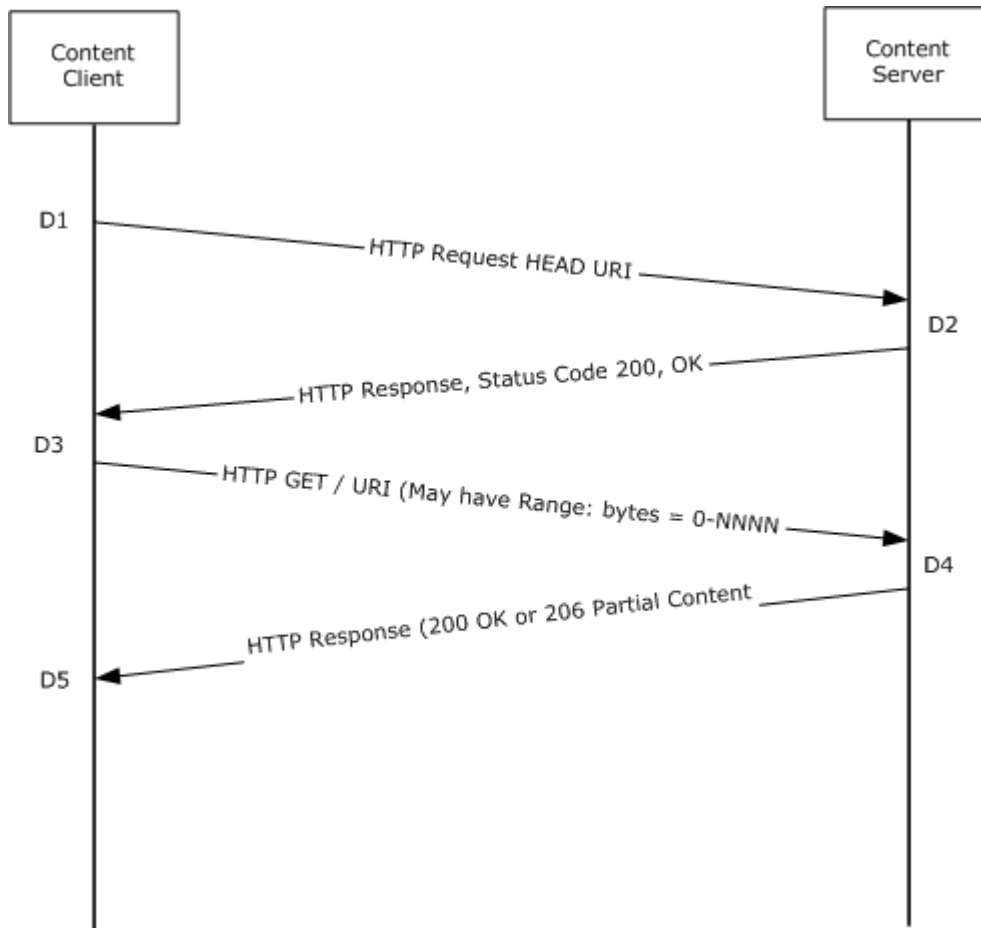 Content
Client
Content
Server
D1
HTTP Request HEAD URI
D2
HTTP Response, Status Code 200, OK
D3
HTTP GET / URI (May have Range: bytes = 0-NNNN
D4
HTTP Response (200 OK or 206 Partial Content
D5